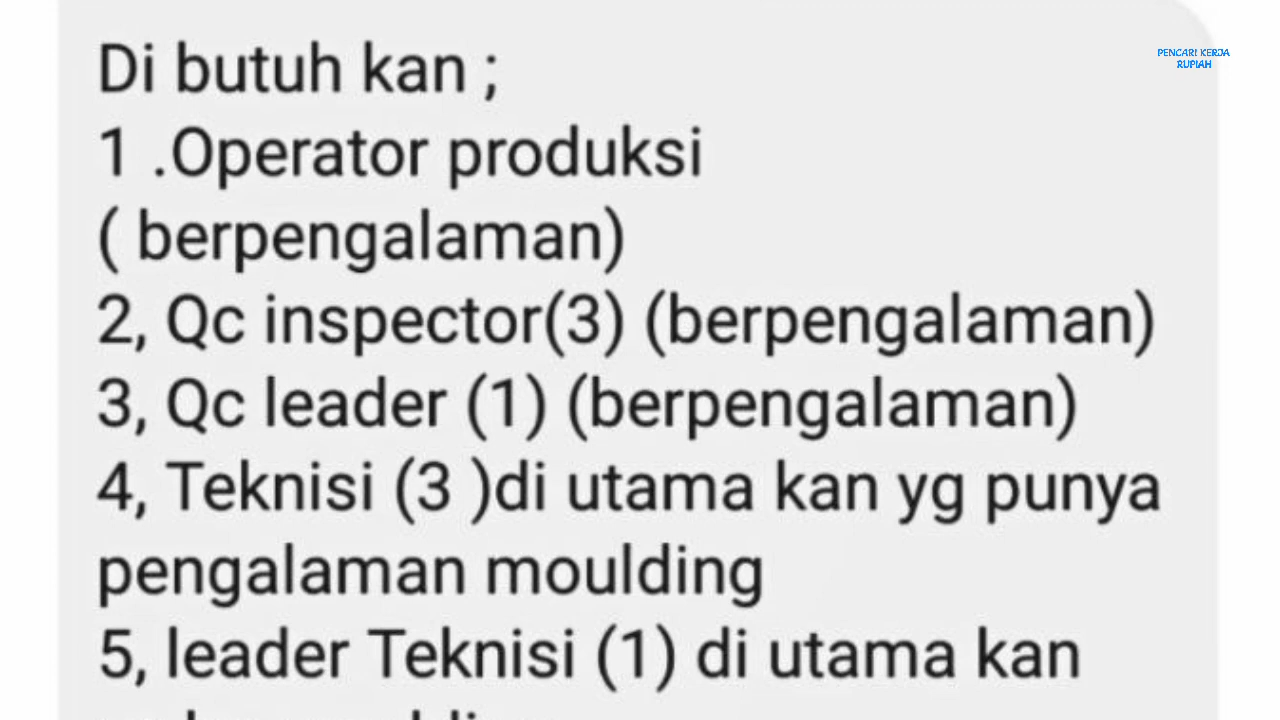 Di butuh kan ;
PENCARI KERJA
RUPIAH
1 .Operator produksi
( berpengalaman)
2, Qc inspector(3) (berpengalaman)
3, Qc leader (1) (berpengalaman)
4, Teknisi (3 )di utama kan yg punya
pengalaman moulding
5, leader Teknisi (1) di utama kan